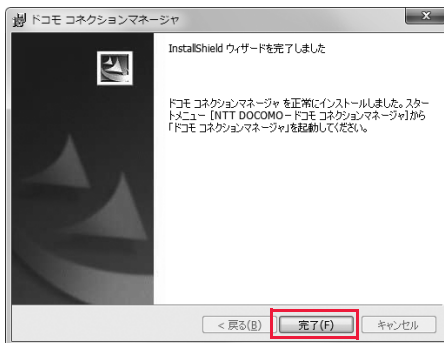 ドコモ コネクションマネージャ
InstallShield ウィザードを完了しました
ドコモ コネクションマネージャ を正常にインストールしました。スター
トメニュー [NTT DOCOMO－ドコモ コネクションマネージャ]から
「ドコモ コネクションマネージャ」を起動してください。
< 戻る(B)
完了(F)
キャンセル